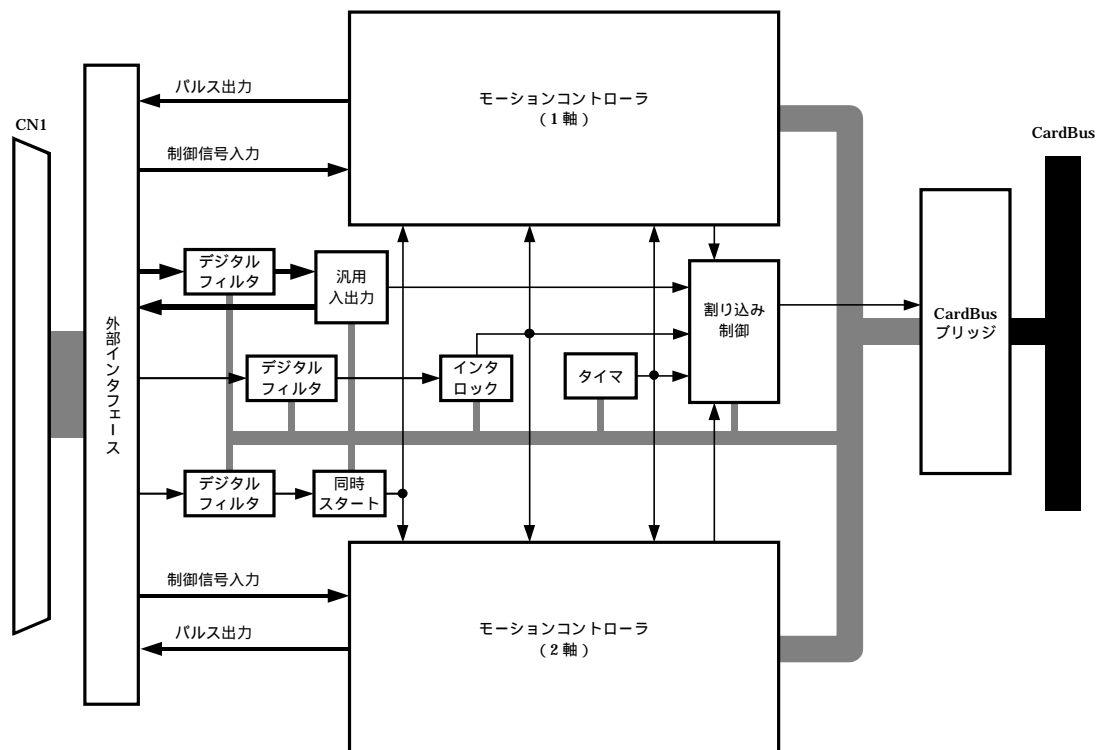 パルス出力
モーションコントローラ
（１軸）
CN1
CardBus
制御信号入力
デジタル
フィルタ
汎用
入出力
割り込み
制御
CardBus
ブリッジ
外部インタフェース
デジタル
フィルタ
インタ
ロック
タイマ
デジタル
フィルタ
同時
スタート
制御信号入力
パルス出力
モーションコントローラ
（２軸）